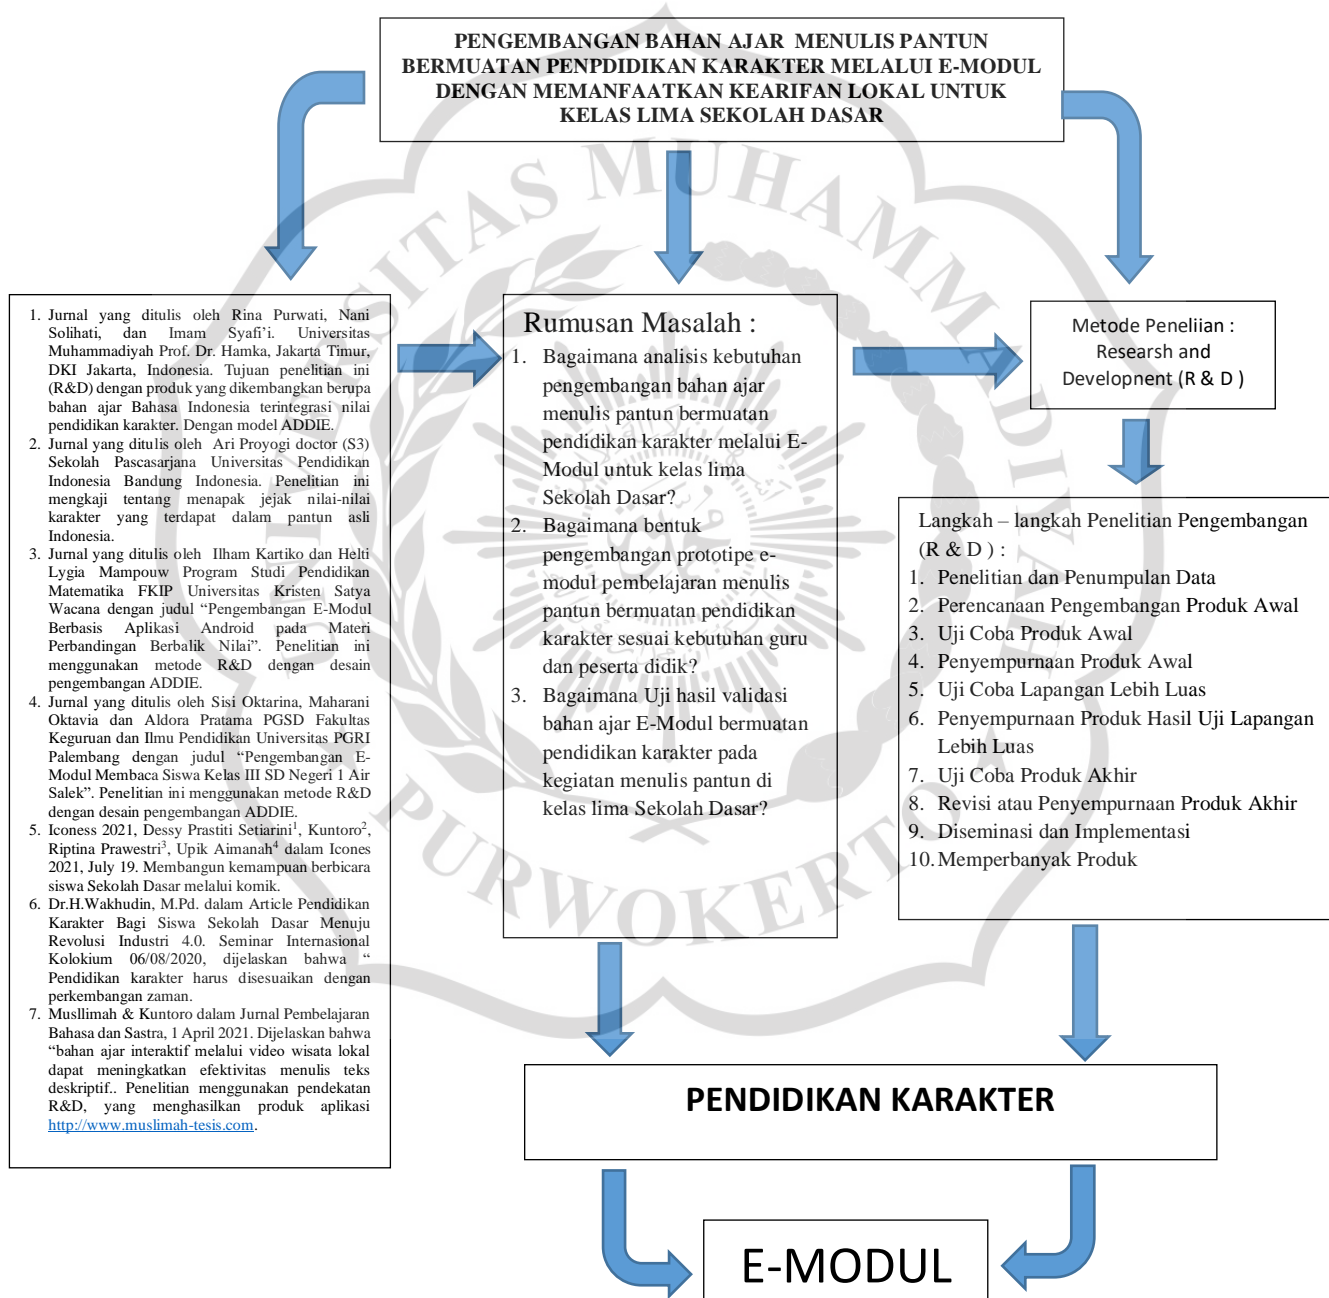 PENGEMBANGAN BAHAN AJAR MENULIS PANTUN
BERMUATAN PENPDIDIKAN KARAKTER MELALUI E-MODUL
DENGAN MEMANFAATKAN KEARIFAN LOKAL UNTUK
KELAS LIMA SEKOLAH DASAR
1. Jurnal yang ditulis oleh Rina Purwati, Nani
Solihati, dan Imam Syafi'i. Universitas
Muhammadiyah Prof. Dr. Hamka, Jakarta Timur,
DKI Jakarta, Indonesia. Tujuan penelitian ini
(R&D) dengan produk yang dikembangkan berupa
bahan ajar Bahasa Indonesia terintegrasi nilai
pendidikan karakter. Dengan model ADDIE.
2. Jurnal yang ditulis oleh Ari Proyogi doctor (S3)
Sekolah Pascasarjana Universitas Pendidikan
Indonesia Bandung Indonesia. Penelitian ini
mengkaji tentang menapak jejak nilai-nilai
karakter yang terdapat dalam pantun asli
Indonesia.
3. Jurnal yang ditulis oleh Ilham Kartiko dan Helti
Lygia Mampouw Program Studi Pendidikan
Matematika FKIP Universitas Kristen Satya
Wacana dengan judul "Pengembangan E-Modul
Berbasis Aplikasi Android pada Materi
Perbandingan Berbalik Nilai". Penelitian ini
menggunakan metode R&D dengan desain
pengembangan ADDIE.
4. Jurnal yang ditulis oleh Sisi Oktarina, Maharani
Oktavia dan Aldora Pratama PGSD Fakultas
Keguruan dan Ilmu Pendidikan Universitas PGRI
Palembang dengan judul "Pengembangan E-
Modul Membaca Siswa Kelas III SD Negeri 1 Air
Salek". Penelitian ini menggunakan metode R&D
dengan desain pengembangan ADDIE.
5. Iconess 2021, Dessy Prastiti Setiarini1, Kuntoro2,
Riptina Prawestri3, Upik Aimanah4 dalam Icones
2021, July 19. Membangun kemampuan berbicara
siswa Sekolah Dasar melalui komik.
6. Dr.H.Wakhudin, M.Pd. dalam Article Pendidikan
Karakter Bagi Siswa Sekolah Dasar Menuju
Revolusi Industri 4.0. Seminar Internasional
Kolokium 06/08/2020, dijelaskan bahwa "
Pendidikan karakter harus disesuaikan dengan
perkembangan zaman.
7. Musllimah & Kuntoro dalam Jurnal Pembelajaran
Bahasa dan Sastra, 1 April 2021. Dijelaskan bahwa
"bahan ajar interaktif melalui video wisata lokal
dapat meningkatkan efektivitas menulis teks
deskriptif.. Penelitian menggunakan pendekatan
R&D, yang menghasilkan produk aplikasi
http://www.muslimah-tesis.com.
Rumusan Masalah :
1. Bagaimana analisis kebutuhan
pengembangan bahan ajar
menulis pantun bermuatan
pendidikan karakter melalui E-
Modul untuk kelas lima
Sekolah Dasar?
2. Bagaimana bentuk
pengembangan prototipe e-
modul pembelajaran menulis
pantun bermuatan pendidikan
karakter sesuai kebutuhan guru
dan peserta didik?
3. Bagaimana Uji hasil validasi
bahan ajar E-Modul bermuatan
pendidikan karakter pada
kegiatan menulis pantun di
kelas lima Sekolah Dasar?
Metode Peneliian :
Researsh and
Development (R & D )
Langkah – langkah Penelitian Pengembangan
(R & D ) :
1. Penelitian dan Penumpulan Data
2. Perencanaan Pengembangan Produk Awal
3. Uji Coba Produk Awal
4. Penyempurnaan Produk Awal
5. Uji Coba Lapangan Lebih Luas
6. Penyempurnaan Produk Hasil Uji Lapangan
Lebih Luas
7. Uji Coba Produk Akhir
8. Revisi atau Penyempurnaan Produk Akhir
9. Diseminasi dan Implementasi
10. Memperbanyak Produk
PENDIDIKAN KARAKTER
E-MODUL
UNIVERSITAS MUHAMMADIYAH
PURWOKERTO